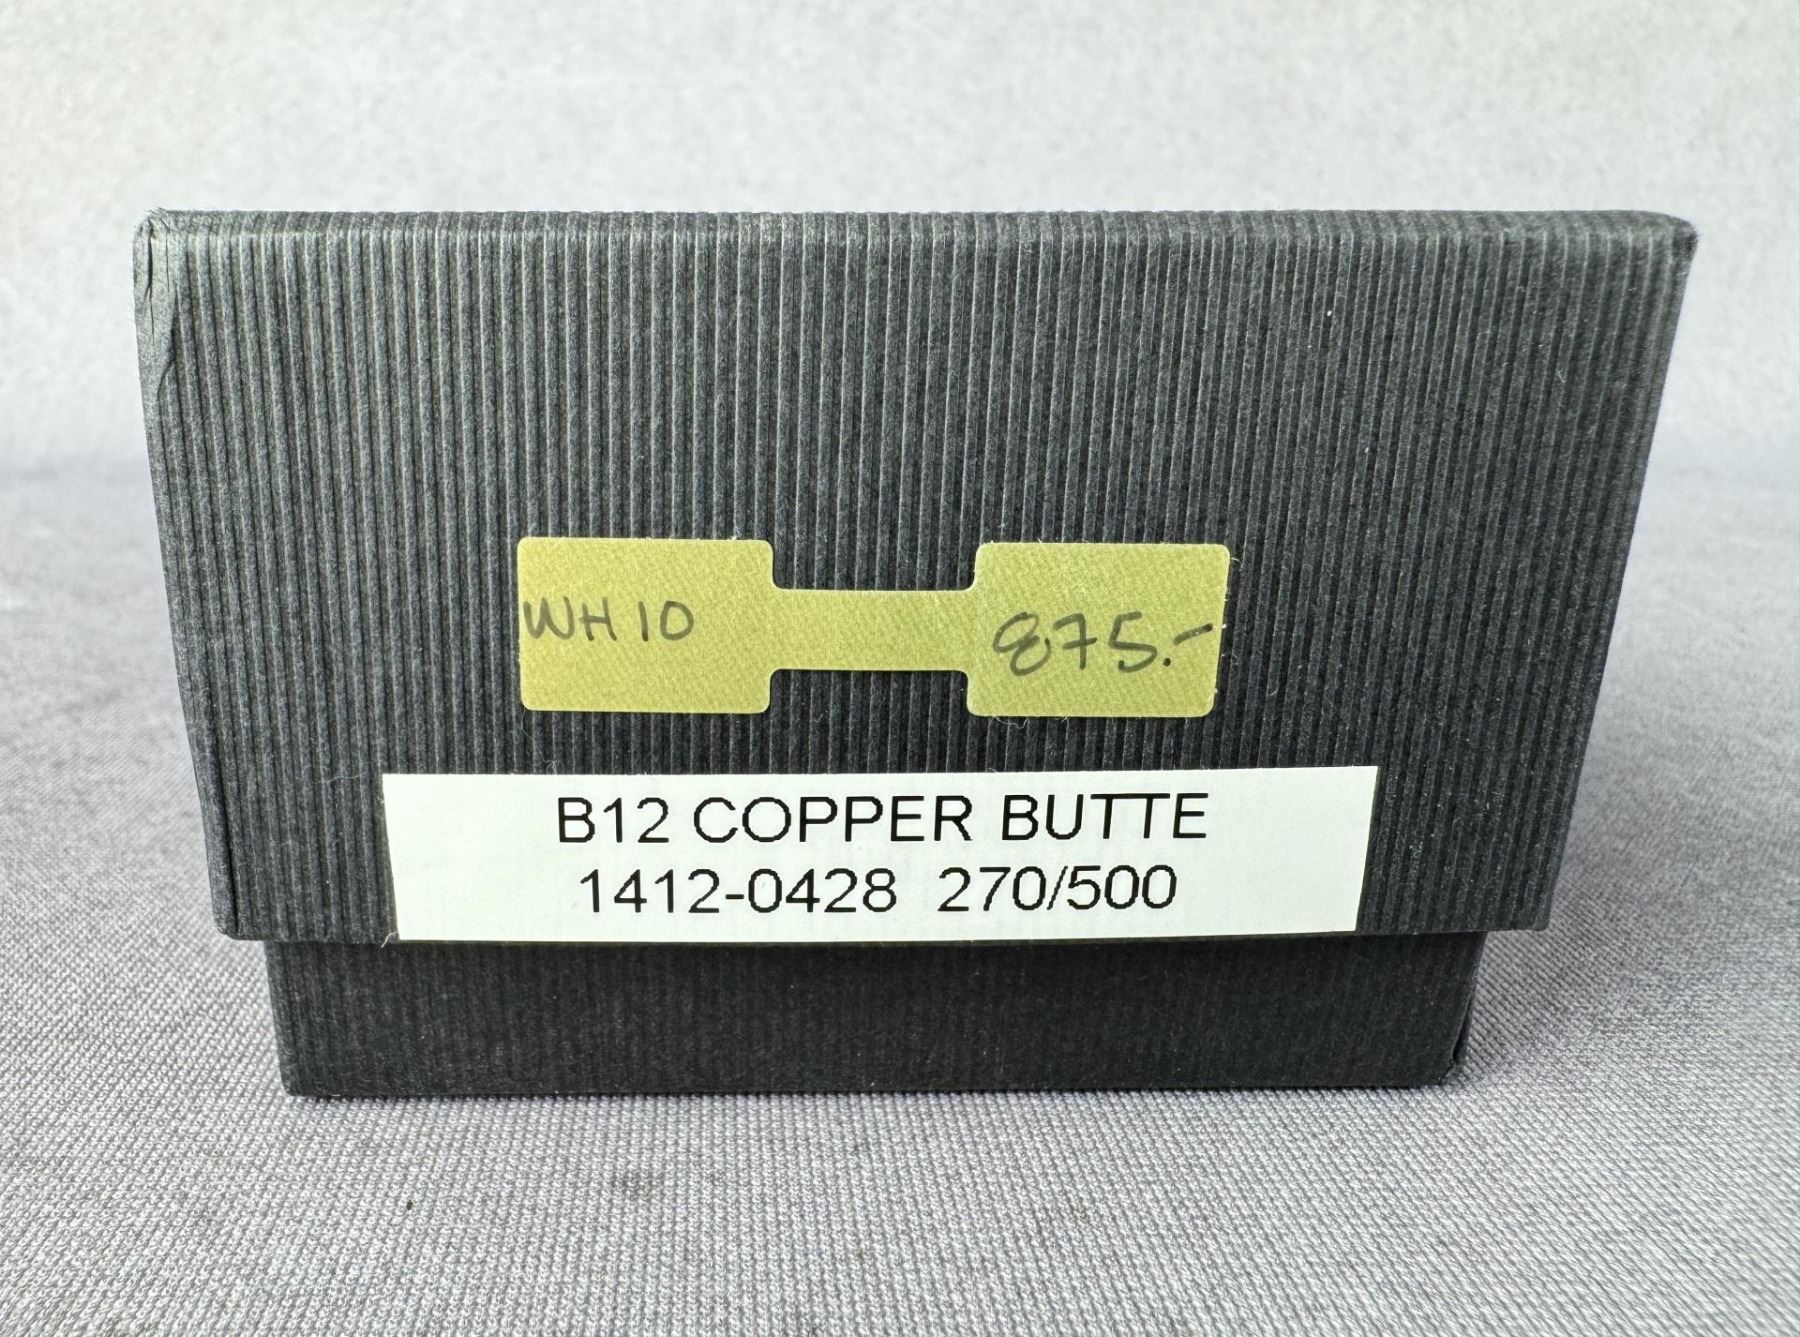 WH10 875.-
B12 COPPER BUTTE
1412-0428 270/500